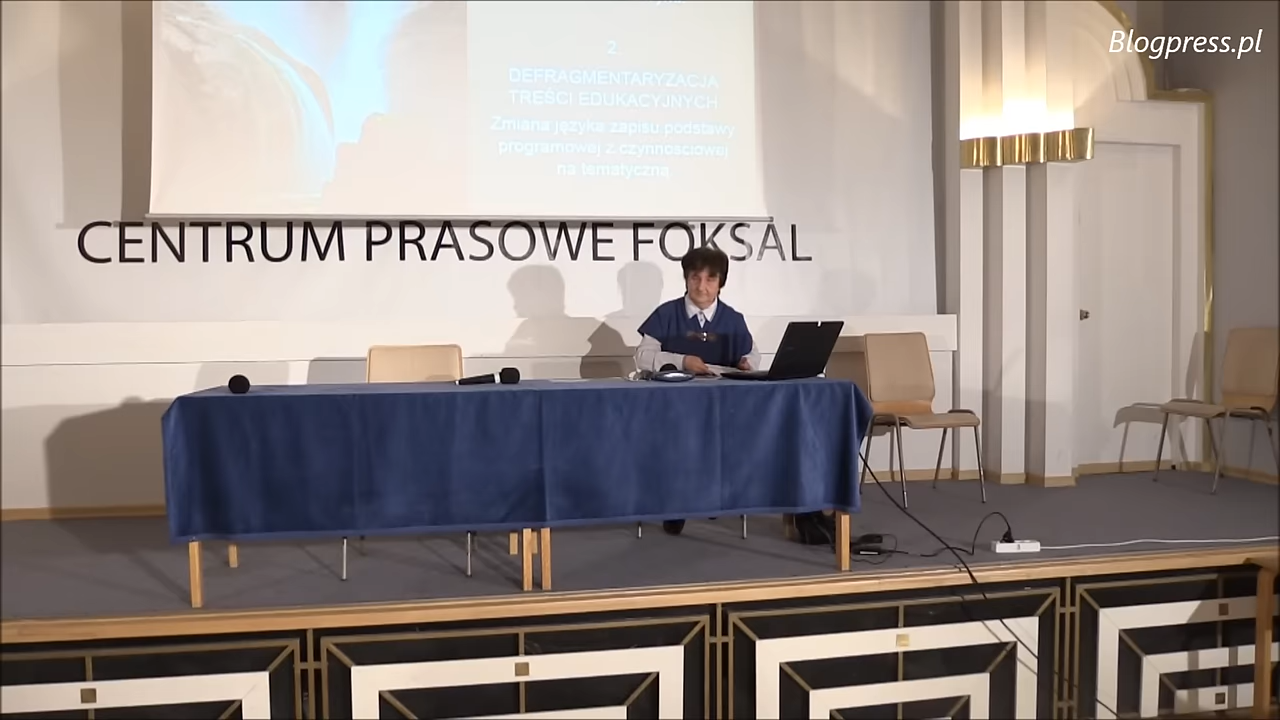 Blogpress.pl
2.
DEFRAGMENTARYZACJA
TREŚCI EDUKACYJNYCH
Zmiana języka zapisu podstawy
programowej z czynnościowej
na tematyczną
CENTRUM PRASOWE FOKSAL